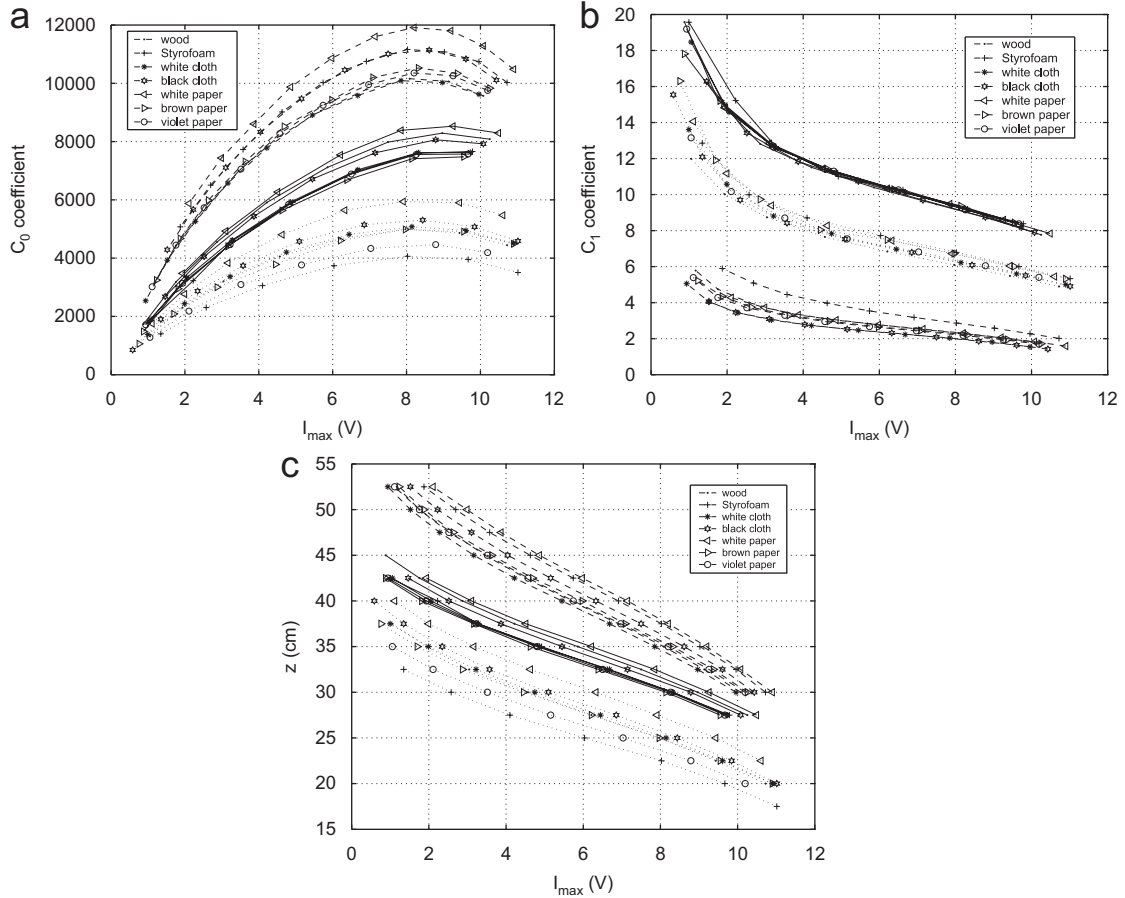 a
12000
10000
8000
6000
4000
2000
0
C0 coefficient
wood
Styrofoam
white cloth
black cloth
white paper
brown paper
violet paper
0 2 4 6 8 10 12
Imax (V)
b
20
18
16
14
12
10
8
6
4
2
0
C1 coefficient
wood
Styrofoam
white cloth
black cloth
white paper
brown paper
violet paper
0 2 4 6 8 10 12
Imax (V)
c
55
50
45
40
35
30
25
20
15
z (cm)
wood
Styrofoam
white cloth
black cloth
white paper
brown paper
violet paper
0 2 4 6 8 10 12
Imax (V)